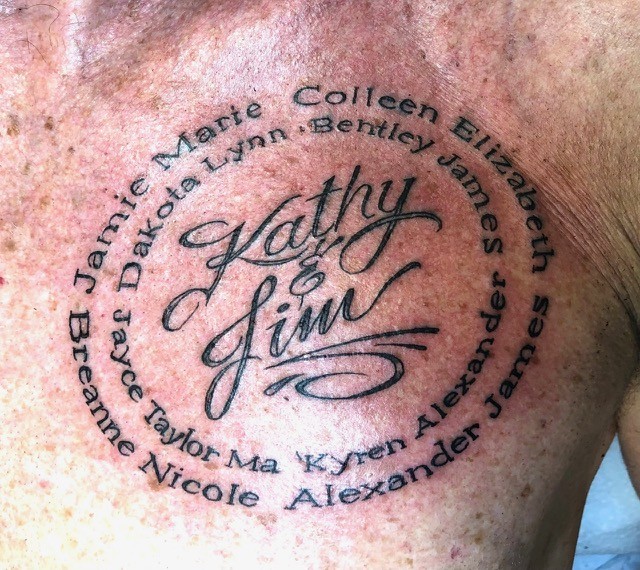 Jamie Marie
Colleen Elizabeth
Breanne Nicole
Alexander James
Dakota Lynn
Bentley James
Jayce Taylor Ma
Kyren Alexander
Kathy
&
Jim